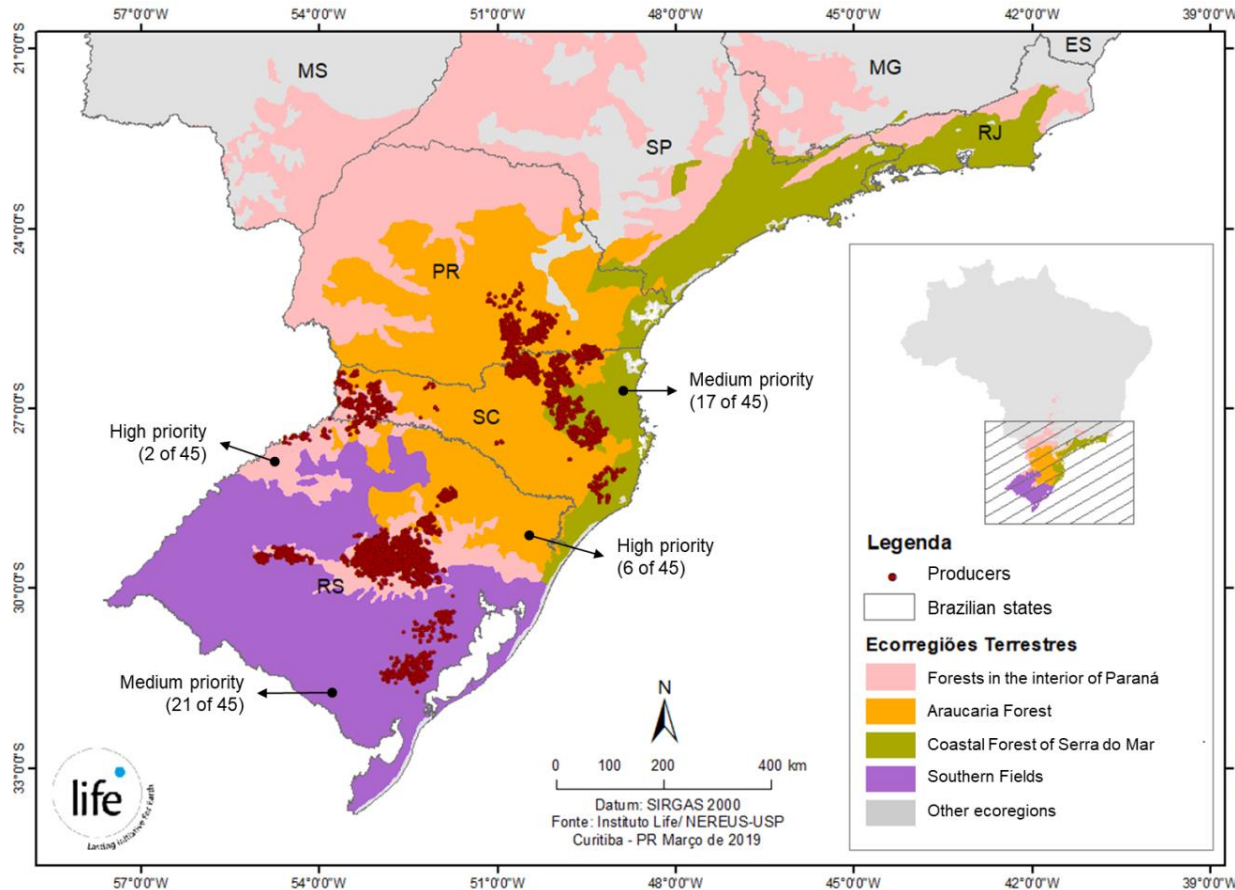 57°0'0"W 54°0'0"W 51°0'0"W 48°0'0"W 45°0'0"W 42°0'0"W 39°0'0"W
21°0'0"S
24°0'0"S
27°0'0"S
30°0'0"S
33°0'0"S
MS
MG
ES
SP
RJ
PR
SC
RS
Medium priority
(17 of 45)
High priority
(2 of 45)
High priority
(6 of 45)
Medium priority
(21 of 45)
Legenda
Producers
Brazilian states
Ecorregiões Terrestres
Forests in the interior of Paraná
Araucaria Forest
Coastal Forest of Serra do Mar
Southern Fields
Other ecoregions
N
0 100 200 400 km
Datum: SIRGAS 2000
Fonte: Instituto Life/ NEREUS-USP
Curitiba - PR Março de 2019
life
Lasting Initiative for Earth
57°0'0"W 54°0'0"W 51°0'0"W 48°0'0"W 45°0'0"W 42°0'0"W 39°0'0"W